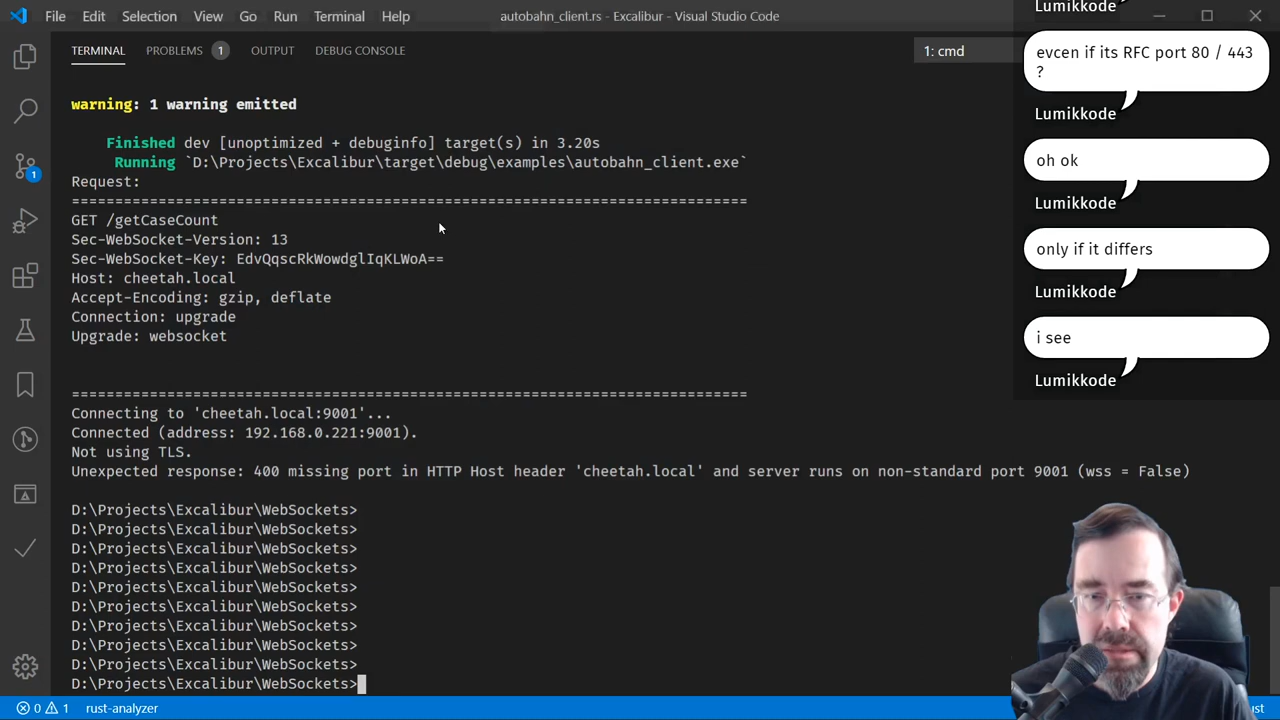 File Edit Selection View Go Run Terminal Help
autobahn_client.rs - Excalibur - Visual Studio Code
TERMINAL PROBLEMS 1 OUTPUT DEBUG CONSOLE
1: cmd
warning: 1 warning emitted
Finished dev [unoptimized + debuginfo] target(s) in 3.20s
Running `D:\Projects\Excalibur\target\debug\examples\autobahn_client.exe`
Request:
==============================================================================
GET /getCaseCount
Sec-WebSocket-Version: 13
Sec-WebSocket-Key: EdvQqscRkWowdglIqKLWoA==
Host: cheetah.local
Accept-Encoding: gzip, deflate
Connection: upgrade
Upgrade: websocket
==============================================================================
Connecting to 'cheetah.local:9001'...
Connected (address: 192.168.0.221:9001).
Not using TLS.
Unexpected response: 400 missing port in HTTP Host header 'cheetah.local' and server runs on non-standard port 9001 (wss = False)
D:\Projects\Excalibur\WebSockets>
D:\Projects\Excalibur\WebSockets>
D:\Projects\Excalibur\WebSockets>
D:\Projects\Excalibur\WebSockets>
D:\Projects\Excalibur\WebSockets>
D:\Projects\Excalibur\WebSockets>
D:\Projects\Excalibur\WebSockets>
D:\Projects\Excalibur\WebSockets>
D:\Projects\Excalibur\WebSockets>
D:\Projects\Excalibur\WebSockets>
Lumikkode
evcen if its RFC port 80 / 443
?
Lumikkode
oh ok
Lumikkode
only if it differs
Lumikkode
i see
Lumikkode
1
0 1 rust-analyzer